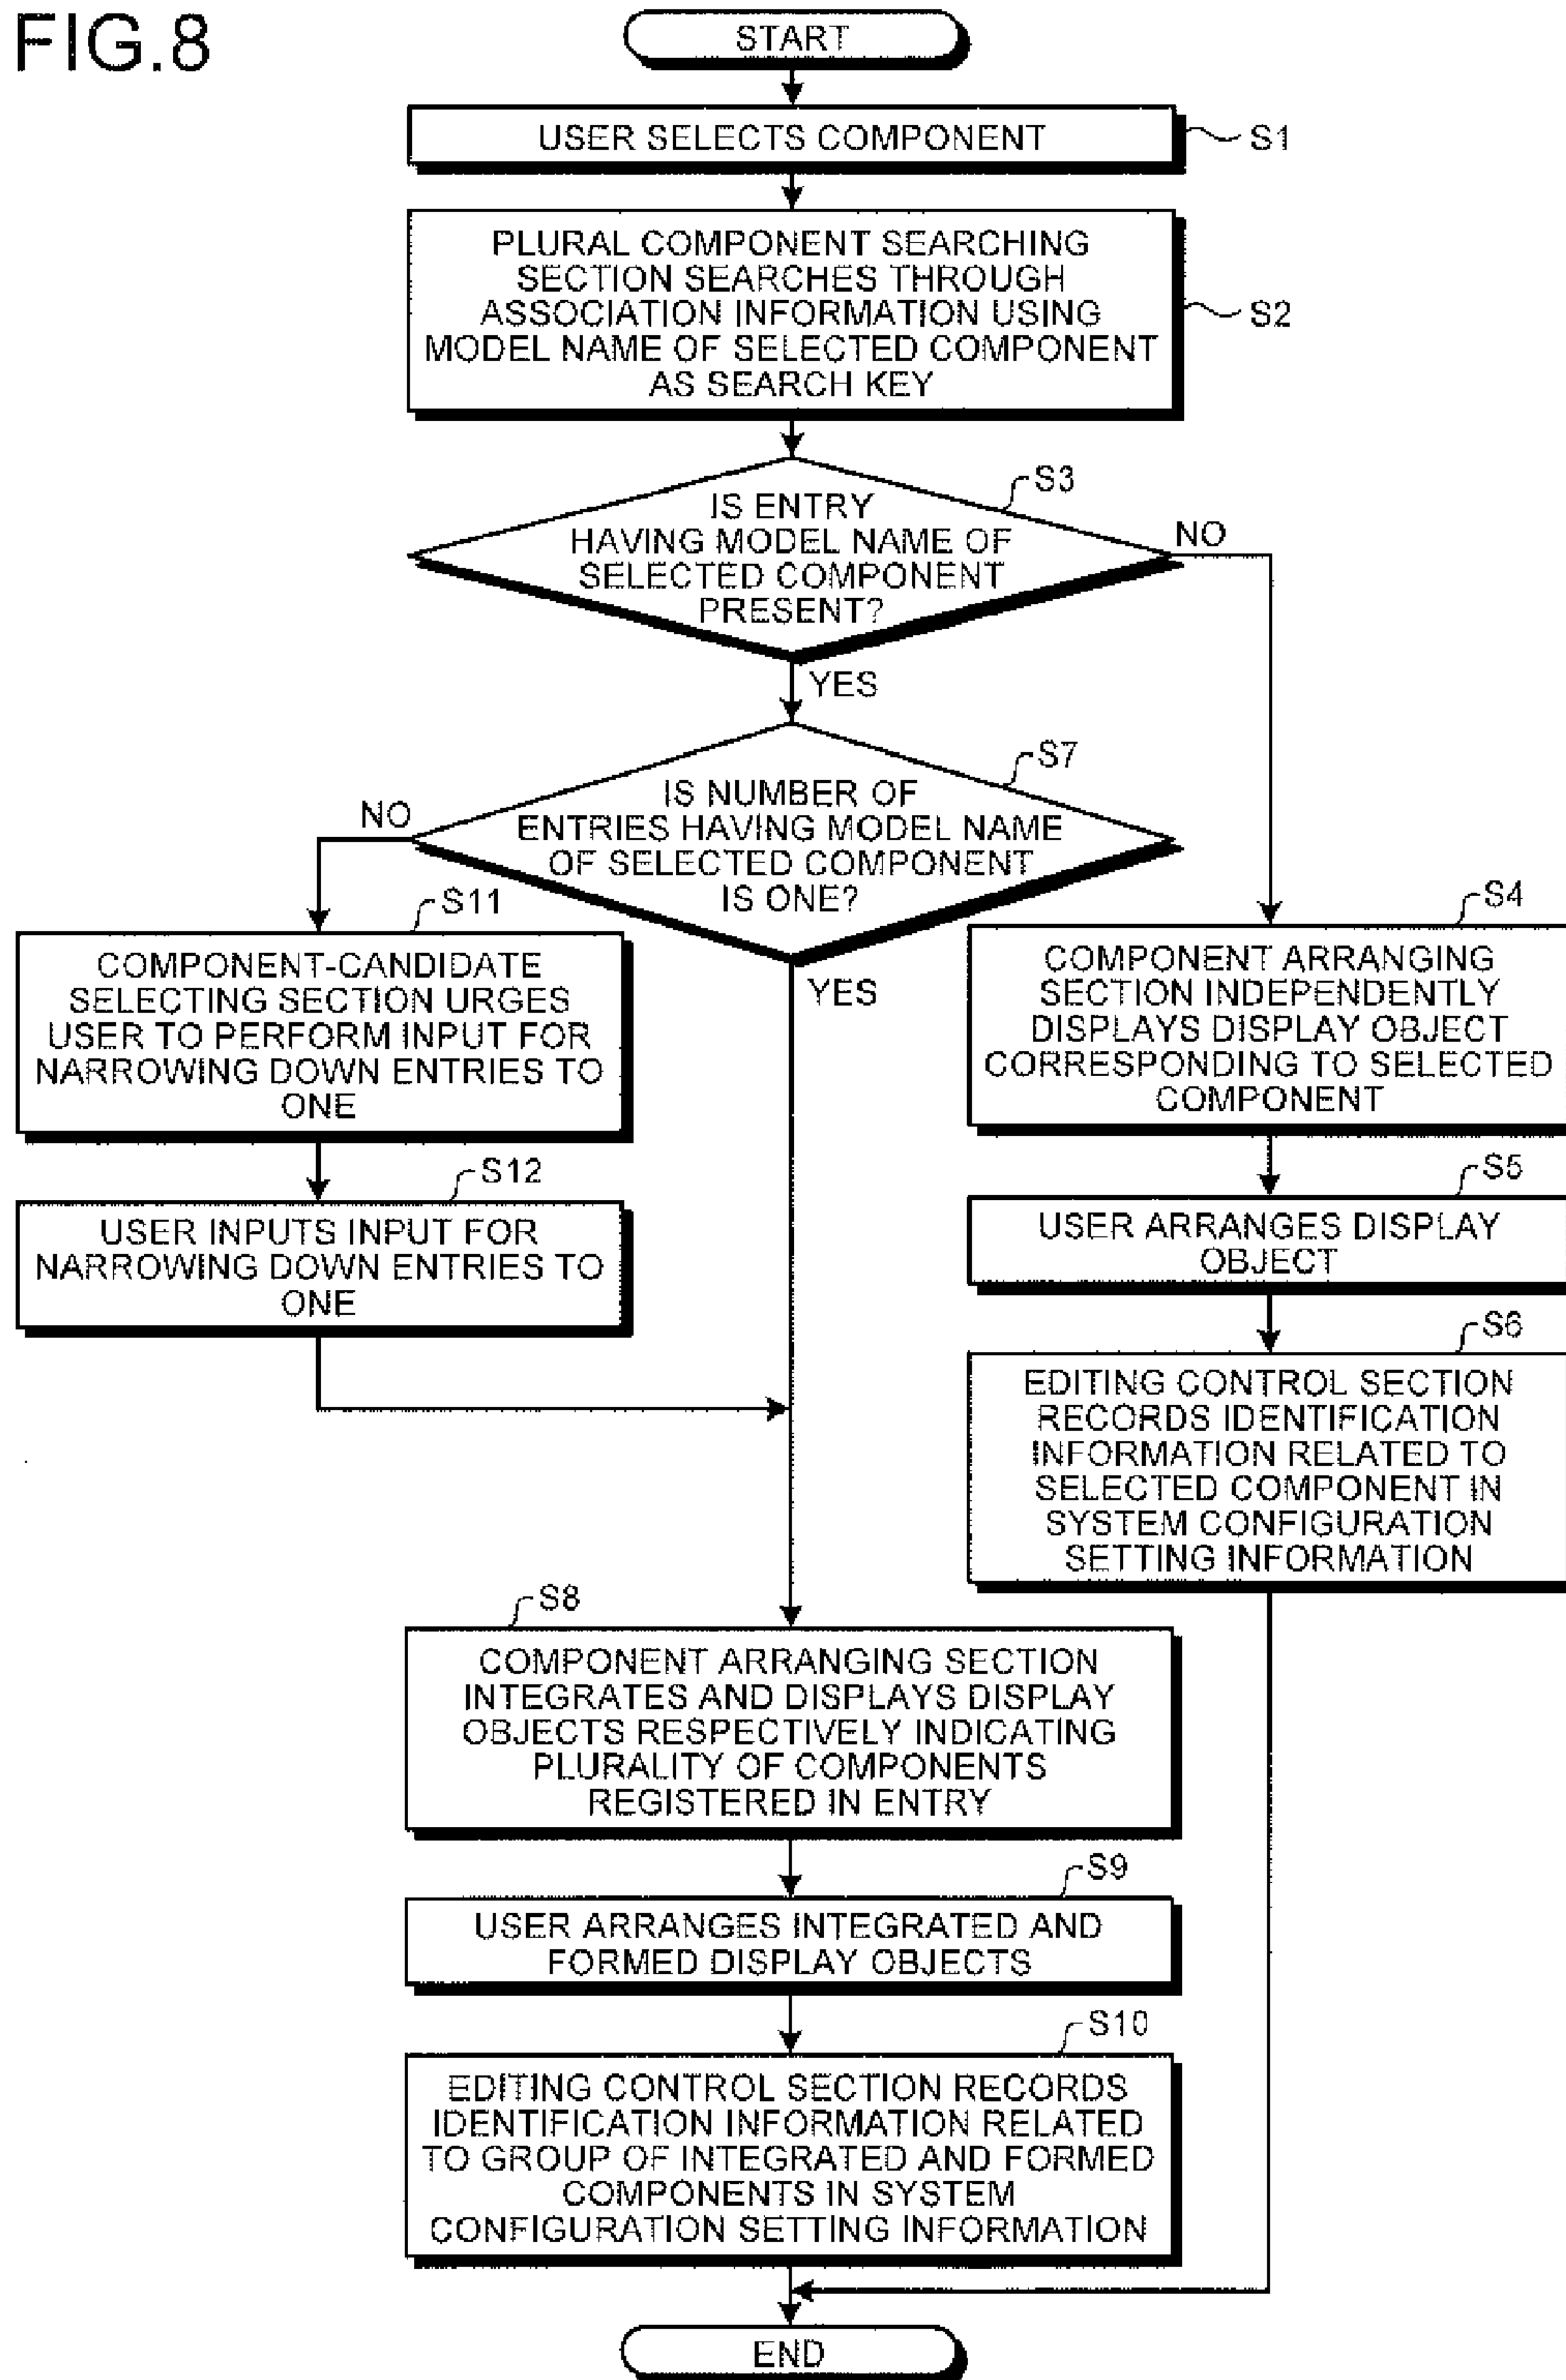 FIG.8
START
USER SELECTS COMPONENT
S1
PLURAL COMPONENT SEARCHING
SECTION SEARCHES THROUGH
ASSOCIATION INFORMATION USING
MODEL NAME OF SELECTED COMPONENT
AS SEARCH KEY
S2
S3
IS ENTRY
HAVING MODEL NAME OF
SELECTED COMPONENT
PRESENT?
NO
YES
S7
IS NUMBER OF
ENTRIES HAVING MODEL NAME
OF SELECTED COMPONENT
IS ONE?
NO
YES
S11
COMPONENT-CANDIDATE
SELECTING SECTION URGES
USER TO PERFORM INPUT FOR
NARROWING DOWN ENTRIES TO
ONE
S12
USER INPUTS INPUT FOR
NARROWING DOWN ENTRIES TO
ONE
S4
COMPONENT ARRANGING
SECTION INDEPENDENTLY
DISPLAYS DISPLAY OBJECT
CORRESPONDING TO SELECTED
COMPONENT
S5
USER ARRANGES DISPLAY
OBJECT
S6
EDITING CONTROL SECTION
RECORDS IDENTIFICATION
INFORMATION RELATED TO
SELECTED COMPONENT IN
SYSTEM CONFIGURATION
SETTING INFORMATION
S8
COMPONENT ARRANGING SECTION
INTEGRATES AND DISPLAYS DISPLAY
OBJECTS RESPECTIVELY INDICATING
PLURALITY OF COMPONENTS
REGISTERED IN ENTRY
S9
USER ARRANGES INTEGRATED AND
FORMED DISPLAY OBJECTS
S10
EDITING CONTROL SECTION RECORDS
IDENTIFICATION INFORMATION RELATED
TO GROUP OF INTEGRATED AND FORMED
COMPONENTS IN SYSTEM
CONFIGURATION SETTING INFORMATION
END